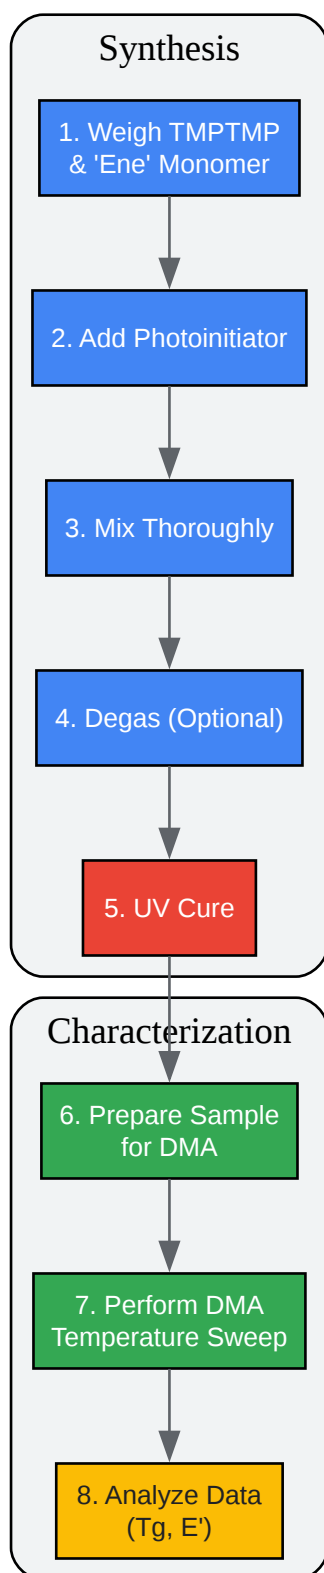 Synthesis
1. Weigh TMPTMP
& 'Ene' Monomer
2. Add Photoinitiator
3. Mix Thoroughly
4. Degas (Optional)
5. UV Cure
Characterization
6. Prepare Sample
for DMA
7. Perform DMA
Temperature Sweep
8. Analyze Data
(Tg, E')